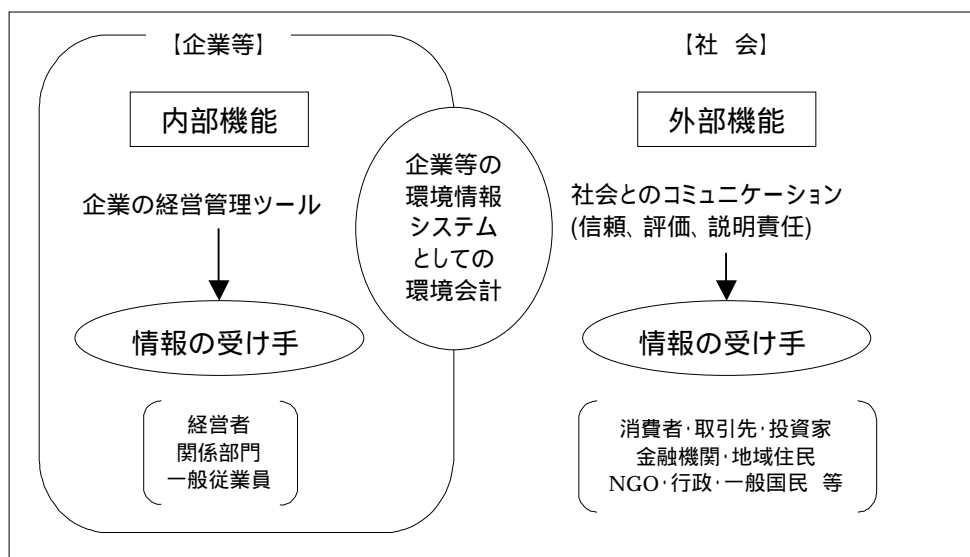 【企業等】
内部機能
企業の経営管理ツール
情報の受け手
経営者
関係部門
一般従業員
企業等の
環境情報
システム
としての
環境会計
【社 会】
外部機能
社会とのコミュニケーション
(信頼、評価、説明責任)
情報の受け手
消費者・取引先・投資家
金融機関・地域住民
NGO・行政・一般国民 等